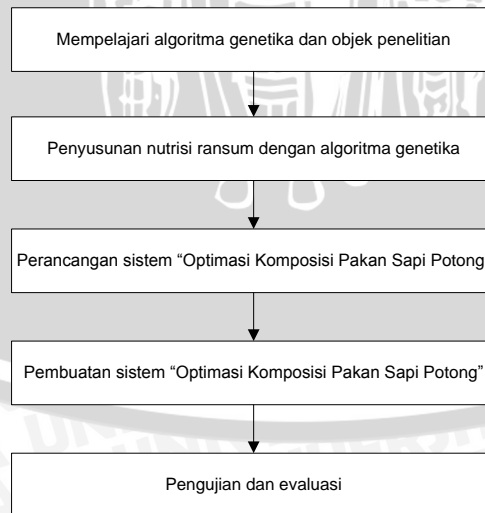 Mempelajari algoritma genetika dan objek penelitian
Penyusunan nutrisi ransum dengan algoritma genetika
Perancangan sistem “Optimasi Komposisi Pakan Sapi Potong
Pembuatan sistem “Optimasi Komposisi Pakan Sapi Potong”
Pengujian dan evaluasi